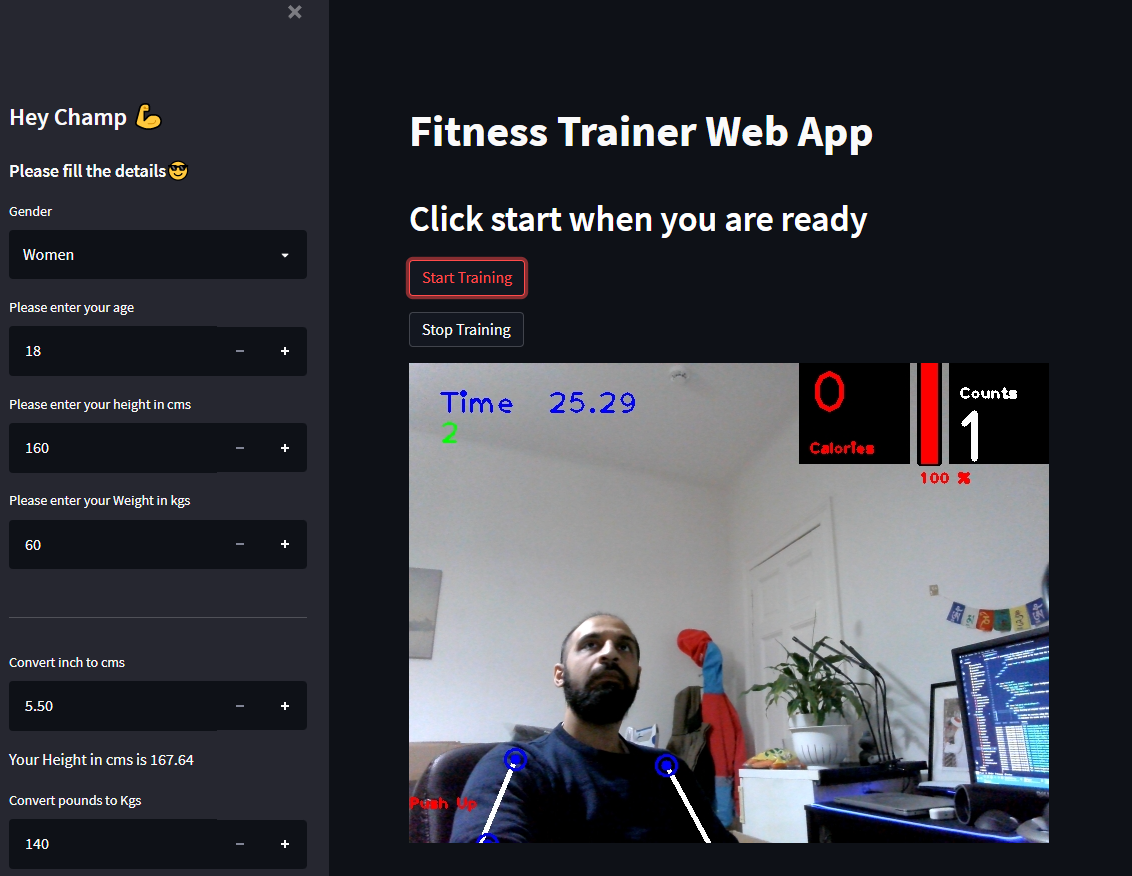 Hey Champ 💪
Please fill the details😎
Gender
Women
Please enter your age
18
Please enter your height in cms
160
Please enter your Weight in kgs
60
Convert inch to cms
5.50
Your Height in cms is 167.64
Convert pounds to Kgs
140
Fitness Trainer Web App
Click start when you are ready
Start Training
Stop Training
Time 25.29
2
0
Calories
100 %
Counts
1
Push Up